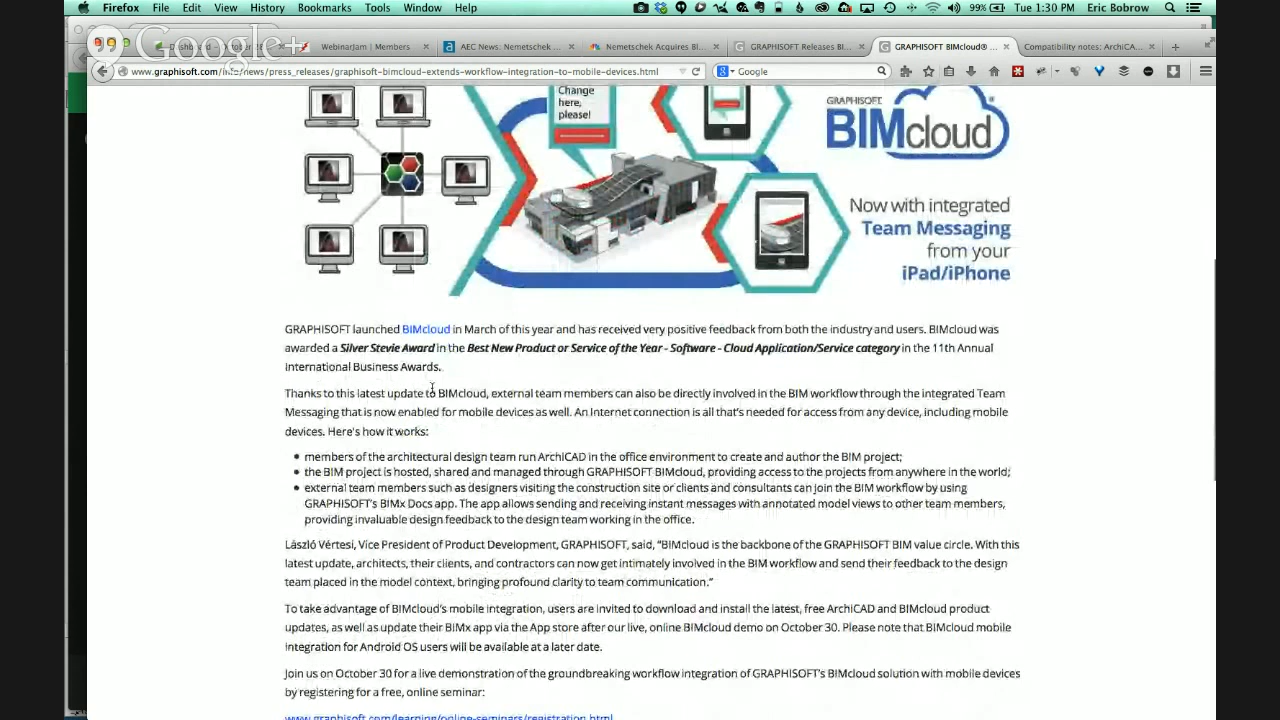 Firefox File Edit View History Bookmarks Tools Window Help 99% Tue 1:30 PM Eric Bobrow
Google+
WebinarJam | Members × AEC News: Nemetschek ... × Nemetschek Acquires Bl... × GRAPHISOFT Releases BI... × GRAPHISOFT BIMcloud® ... × Compatibility notes: ArchiCA... × +
Google
Change
here,
please!
GRAPHISOFT®
BIMcloud
Now with integrated
Team Messaging
from your
iPad/iPhone
GRAPHISOFT launched BIMcloud in March of this year and has received very positive feedback from both the industry and users. BIMcloud was
awarded a Silver Stevie Award in the Best New Product or Service of the Year - Software - Cloud Application/Service category in the 11th Annual
International Business Awards.
Thanks to this latest update to BIMcloud, external team members can also be directly involved in the BIM workflow through the integrated Team
Messaging that is now enabled for mobile devices as well. An Internet connection is all that's needed for access from any device, including mobile
devices. Here's how it works:
• members of the architectural design team run ArchiCAD in the office environment to create and author the BIM project;
• the BIM project is hosted, shared and managed through GRAPHISOFT BIMcloud, providing access to the projects from anywhere in the world;
• external team members such as designers visiting the construction site or clients and consultants can join the BIM workflow by using
GRAPHISOFT's BIMx Docs app. The app allows sending and receiving instant messages with annotated model views to other team members,
providing invaluable design feedback to the design team working in the office.
László Vértesi, Vice President of Product Development, GRAPHISOFT, said, “BIMcloud is the backbone of the GRAPHISOFT BIM value circle. With this
latest update, architects, their clients, and contractors can now get intimately involved in the BIM workflow and send their feedback to the design
team placed in the model context, bringing profound clarity to team communication.”
To take advantage of BIMcloud's mobile integration, users are invited to download and install the latest, free ArchiCAD and BIMcloud product
updates, as well as update their BIMx app via the App store after our live, online BIMcloud demo on October 30. Please note that BIMcloud mobile
integration for Android OS users will be available at a later date.
Join us on October 30 for a live demonstration of the groundbreaking workflow integration of GRAPHISOFT's BIMcloud solution with mobile devices
by registering for a free, online seminar:
www.graphisoft.com/learning/online-seminars/registration.html